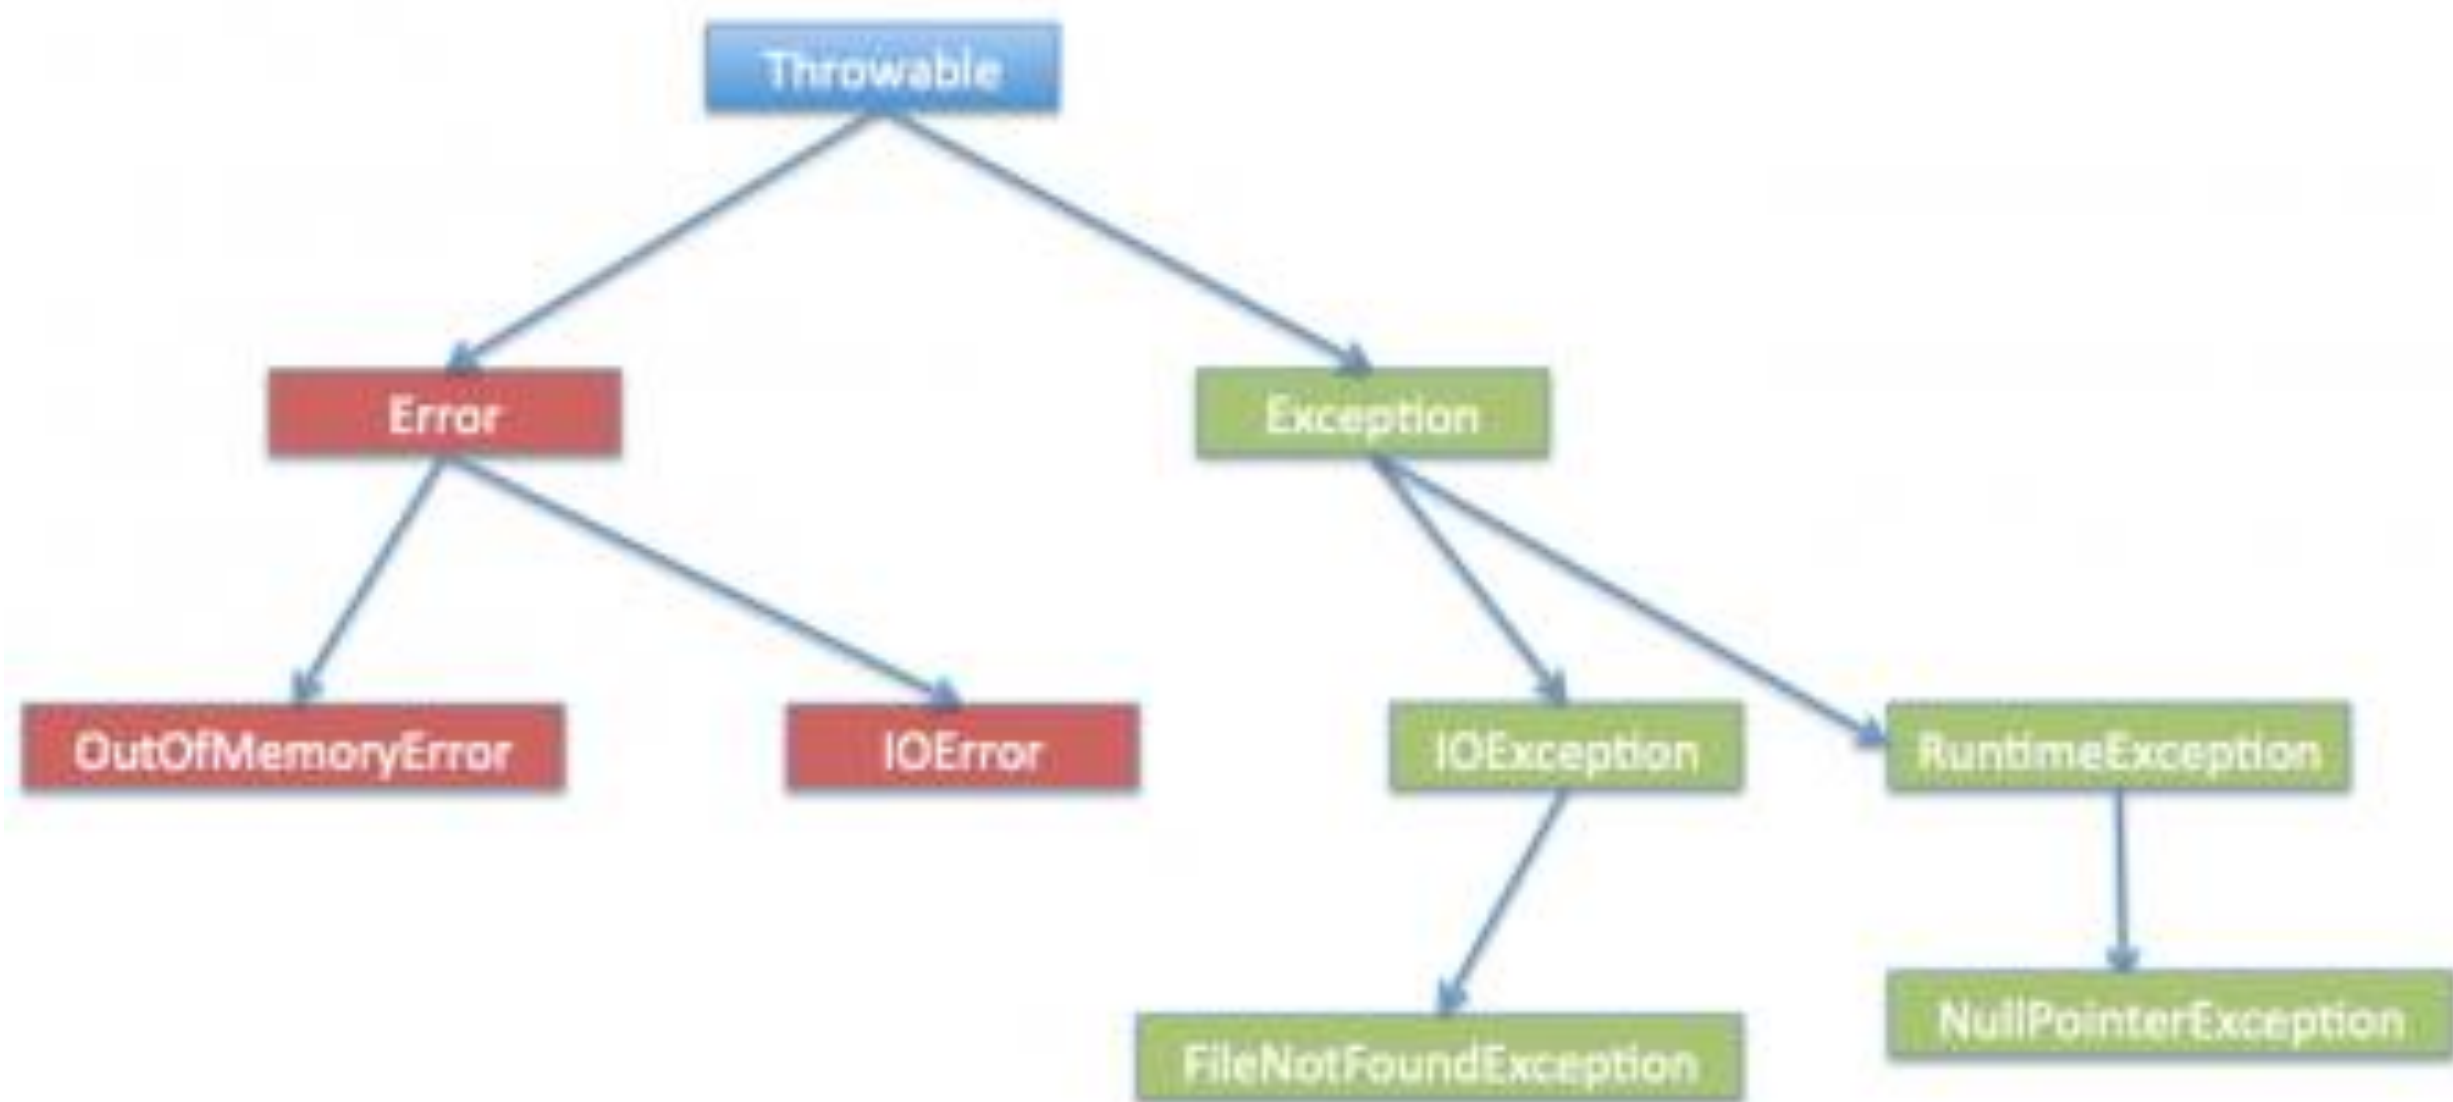 Throwable
Error
Exception
OutOfMemoryError
IOError
IOException
RuntimeException
FileNotFoundException
NullPointerException